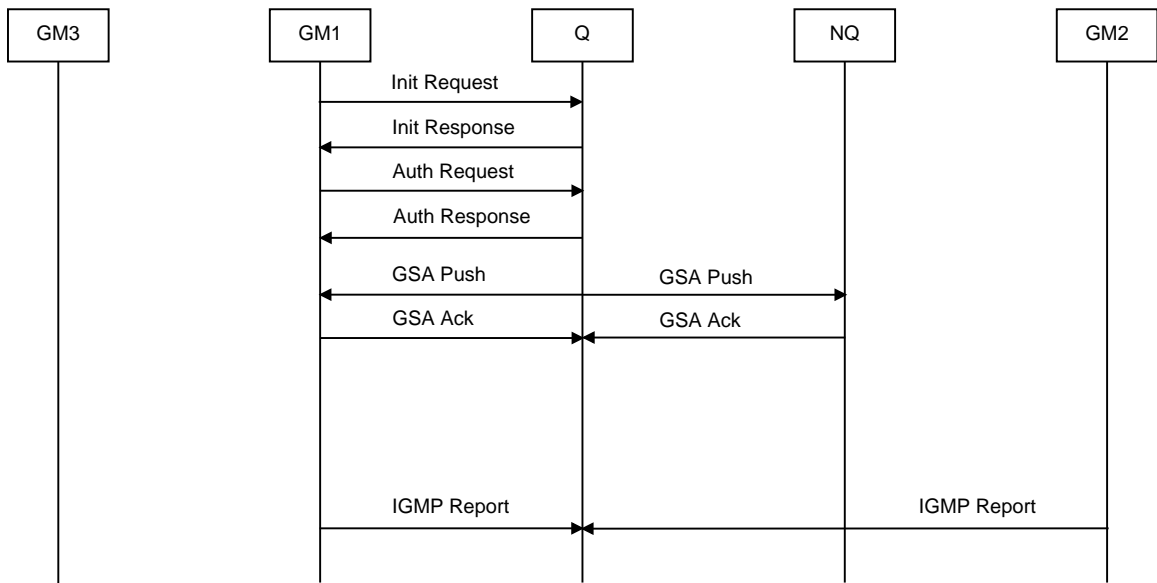 GM3
GM1
Q
NQ
GM2
Init Request
Init Response
Auth Request
Auth Response
GSA Push
GSA Push
GSA Ack
GSA Ack
IGMP Report
IGMP Report